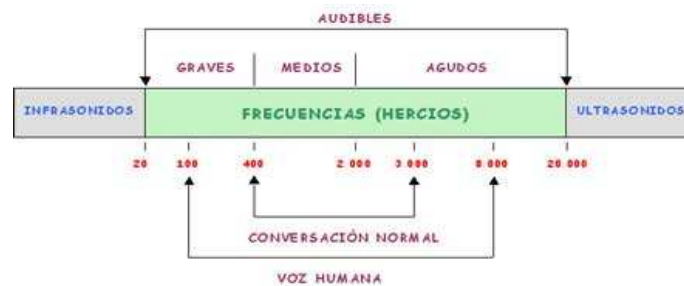 AUDIBLES
GRAVES MEDIOS AGUDOS
INFRASONIDOS FRECUENCIAS (HERCIOS) ULTRASONIDOS
20 100 400 2 000 3 000 8 000 20 000
CONVERSACIÓN NORMAL
VOZ HUMANA